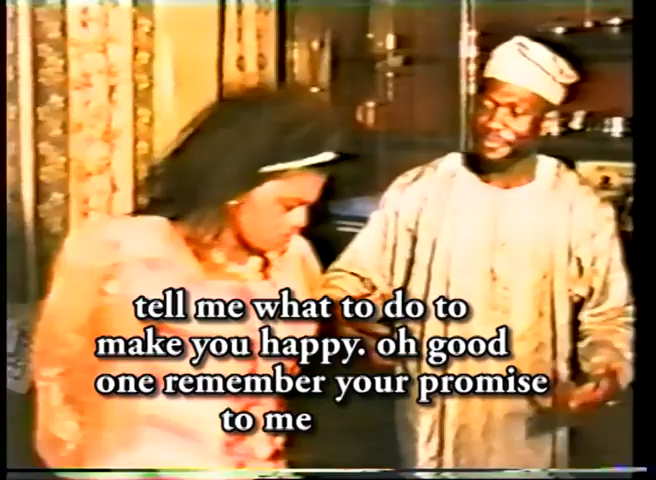 tell me what to do to
make you happy. oh good
one remember your promise
to me